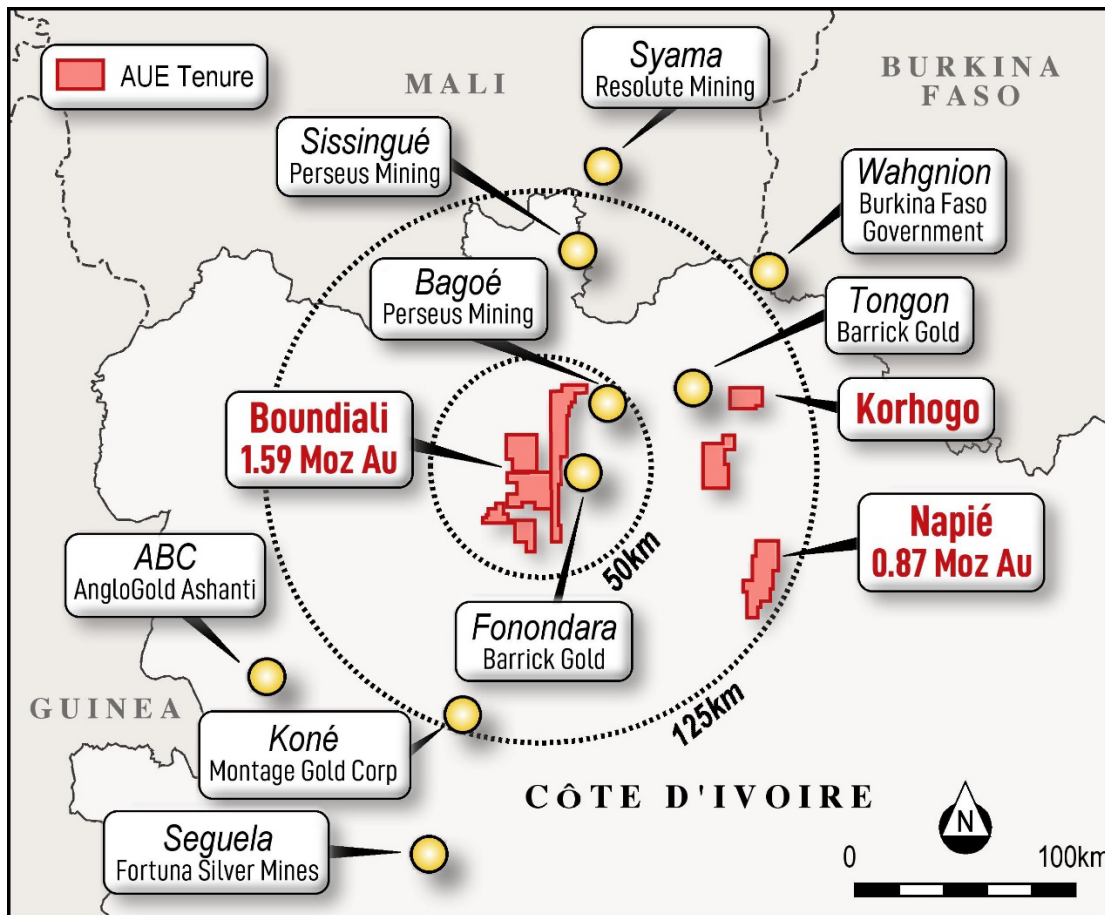 AUE Tenure
MALI
Syama
Resolute Mining
BURKINA
FASO
Sissingué
Perseus Mining
Wahgnion
Burkina Faso
Government
Bagoé
Perseus Mining
Tongon
Barrick Gold
Boundiali
1.59 Moz Au
Korhogo
Napié
0.87 Moz Au
50km
ABC
AngloGold Ashanti
Fonondara
Barrick Gold
125km
GUINEA
Koné
Montage Gold Corp
CÔTE D'IVOIRE
N
Seguela
Fortuna Silver Mines
0 100km